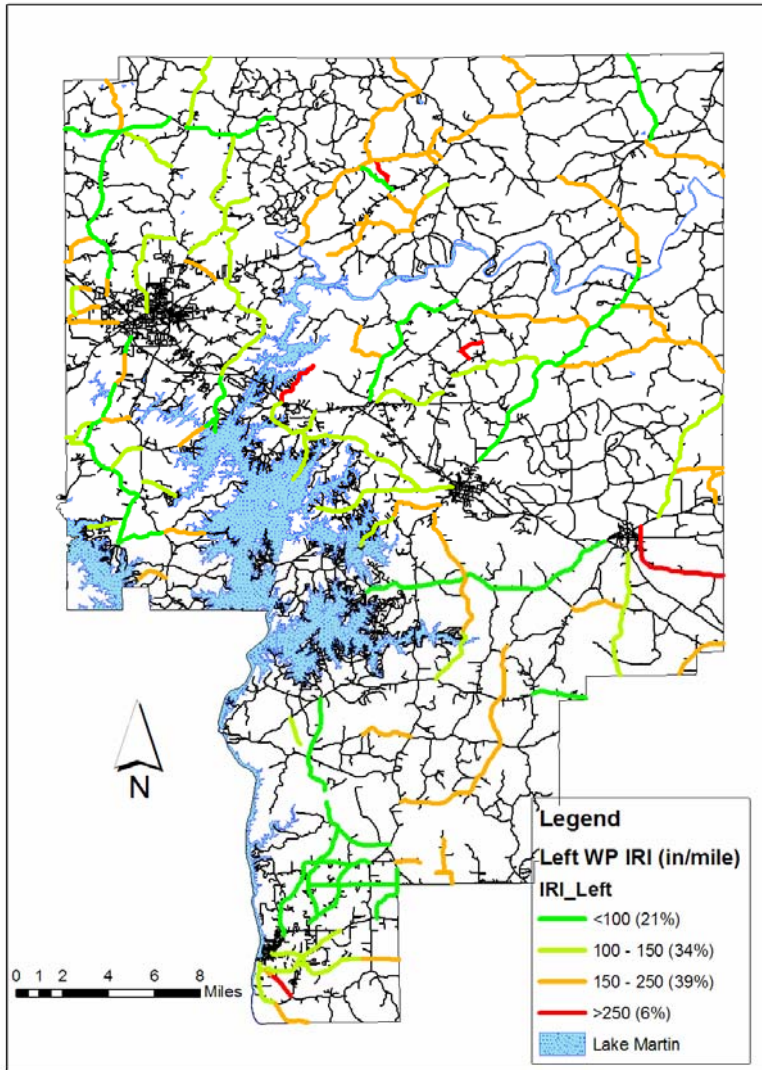 N
0 1 2 4 6 8
Miles
Legend
Left WP IRI (in/mile)
IRI_Left
<100 (21%)
100 - 150 (34%)
150 - 250 (39%)
>250 (6%)
Lake Martin